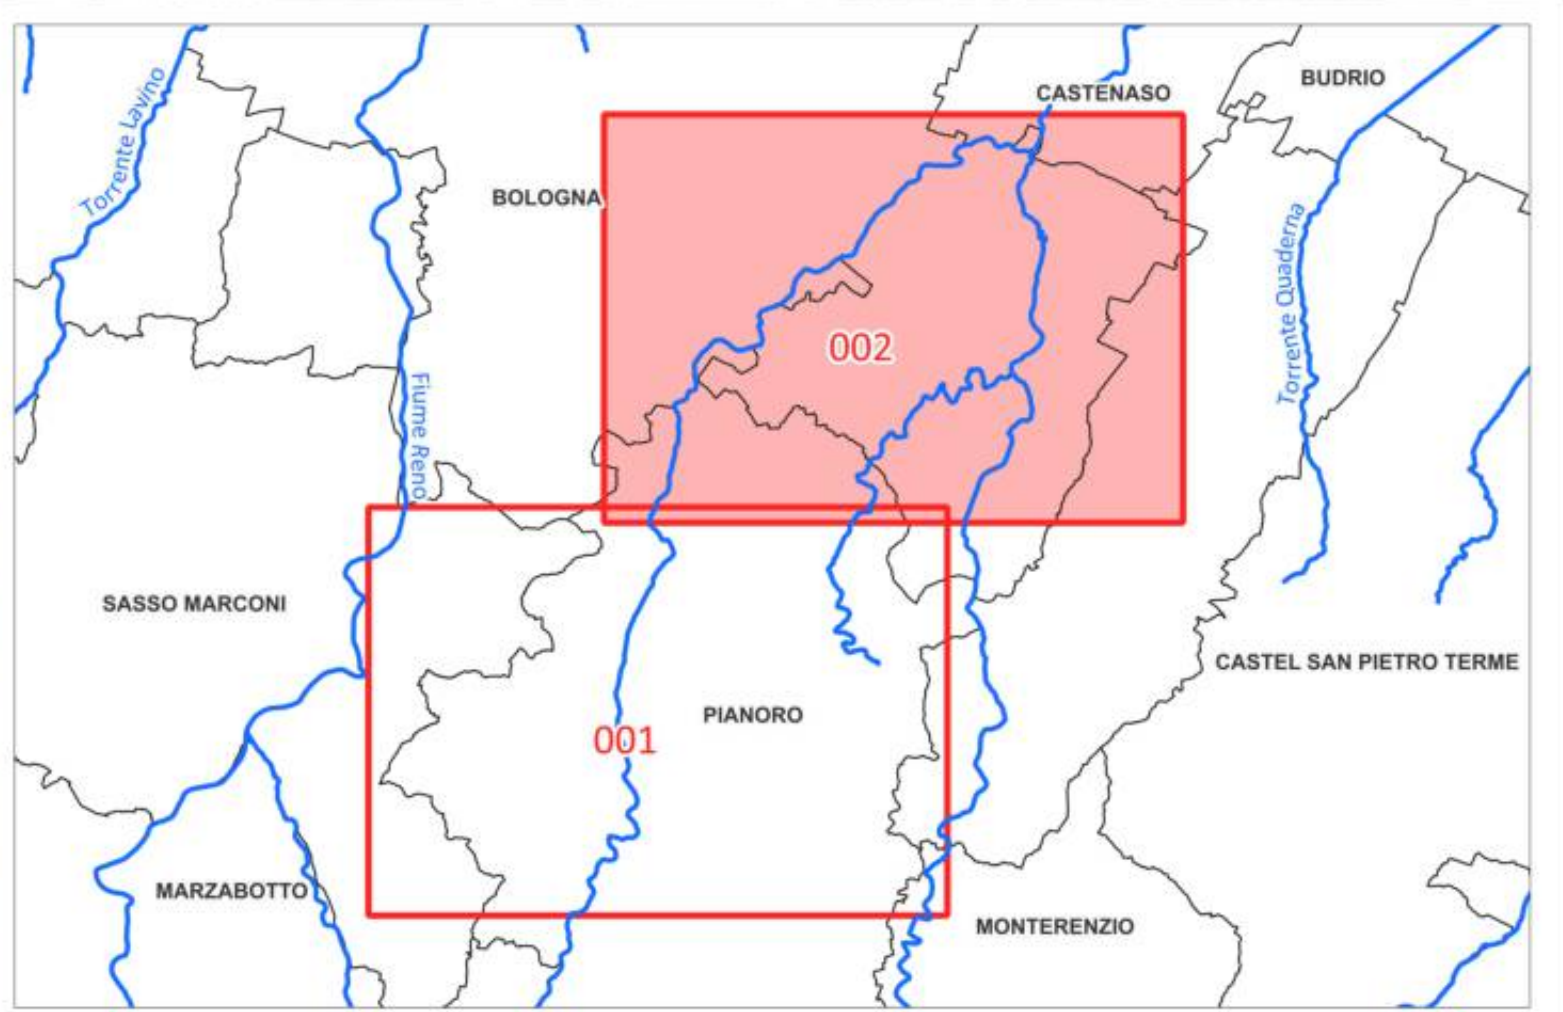 BUDRIO
CASTENASO
Torrente Lavino
BOLOGNA
Torrente Quaderna
002
Fiume Reno
SASSO MARCONI
CASTEL SAN PIETRO TERME
PIANORO
001
MARZABOTTO
MONTERENZIO